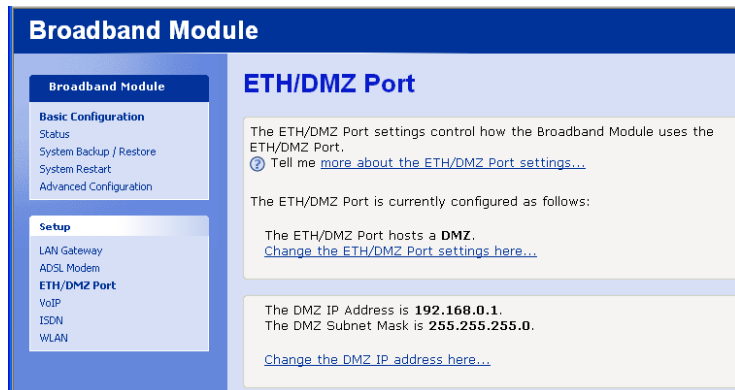 Broadband Module
Broadband Module
Basic Configuration
Status
System Backup / Restore
System Restart
Advanced Configuration
Setup
LAN Gateway
ADSL Modem
ETH/DMZ Port
VoIP
ISDN
WLAN
ETH/DMZ Port
The ETH/DMZ Port settings control how the Broadband Module uses the
ETH/DMZ Port.
? Tell me more about the ETH/DMZ Port settings...
The ETH/DMZ Port is currently configured as follows:
The ETH/DMZ Port hosts a DMZ.
Change the ETH/DMZ Port settings here...
The DMZ IP Address is 192.168.0.1.
The DMZ Subnet Mask is 255.255.255.0.
Change the DMZ IP address here...